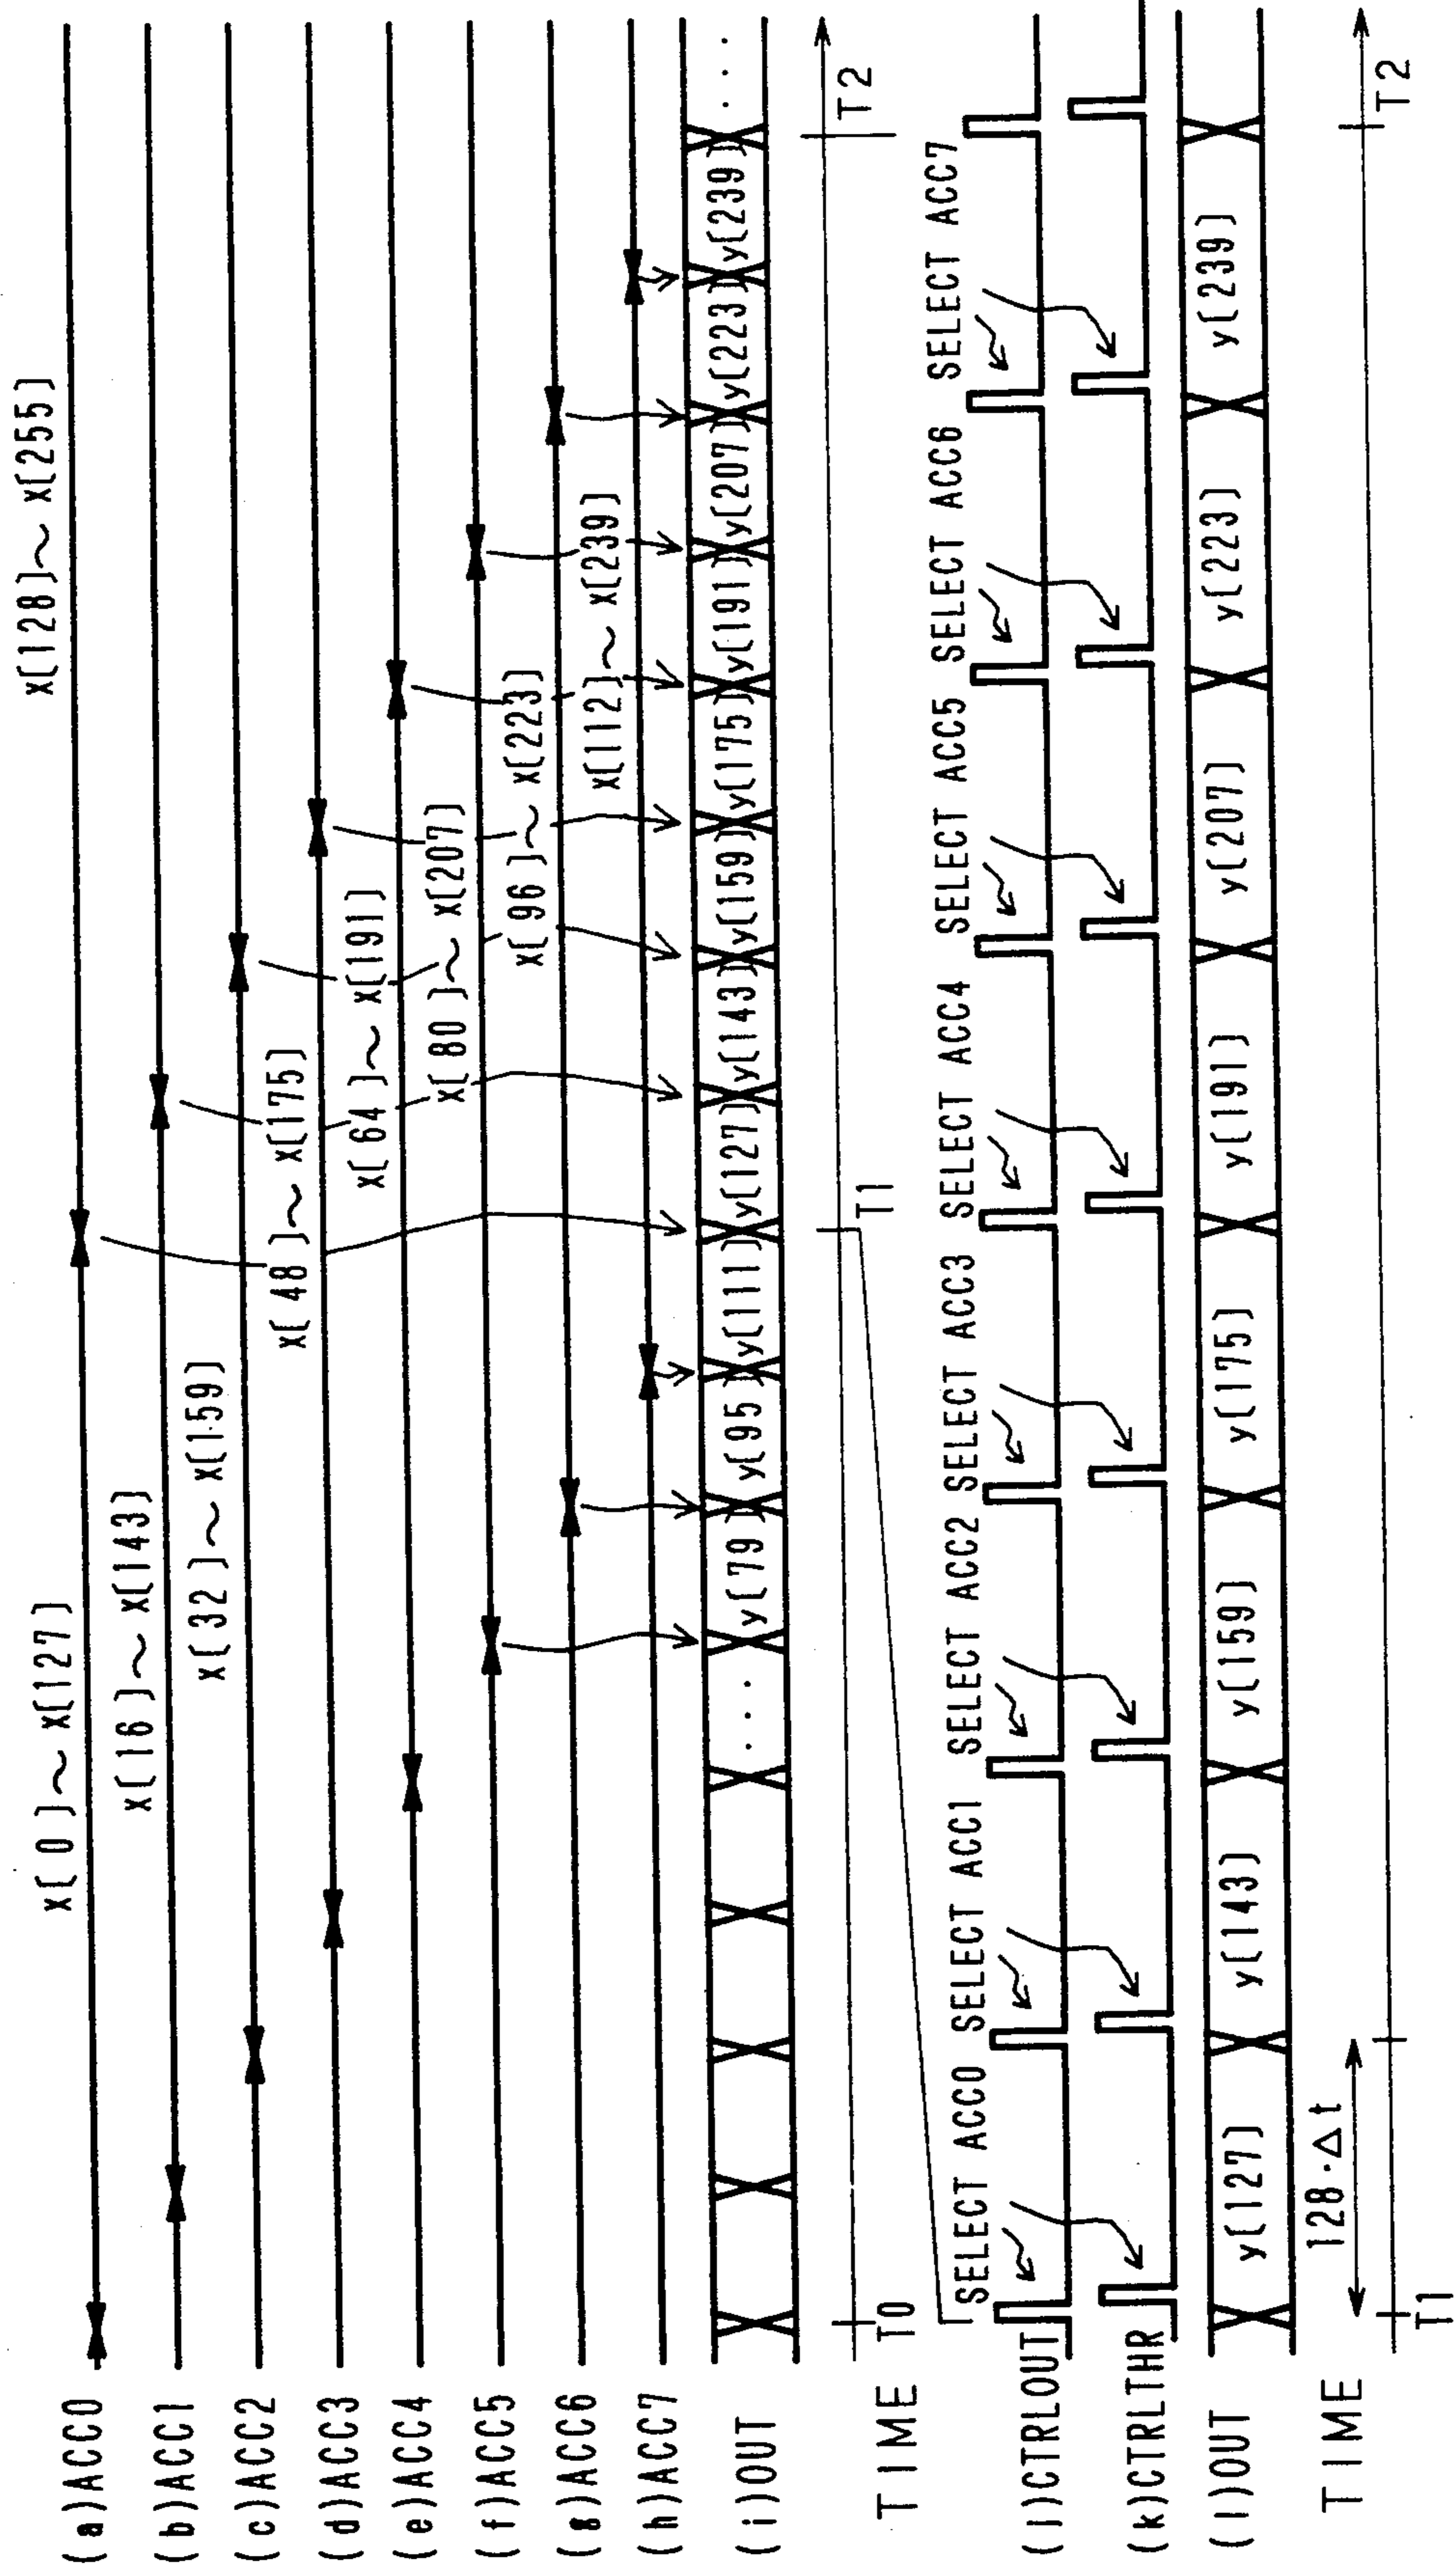 (a)ACC0 x(0)～x(127) x(128)～x(255)
(b)ACC1 x(16)～x(143)
(c)ACC2 x(32)～x(159)
(d)ACC3 x(48)～x(175)
(e)ACC4 x(64)～x(191)
(f)ACC5 x(80)～x(207)
(g)ACC6 x(96)～x(223)
(h)ACC7 x(112)～x(239)
(i)OUT ... y(79) y(95) y(111) y(127) y(143) y(159) y(175) y(191) y(207) y(223) y(239) ...
TIME T0 T1 T2
SELECT ACC0 SELECT ACC1 SELECT ACC2 SELECT ACC3 SELECT ACC4 SELECT ACC5 SELECT ACC6 SELECT ACC7
(j)CTRLOUT
(k)CTRLTHR
(l)OUT y(127) y(143) y(159) y(175) y(191) y(207) y(223) y(239)
128·Δt
TIME T1 T2